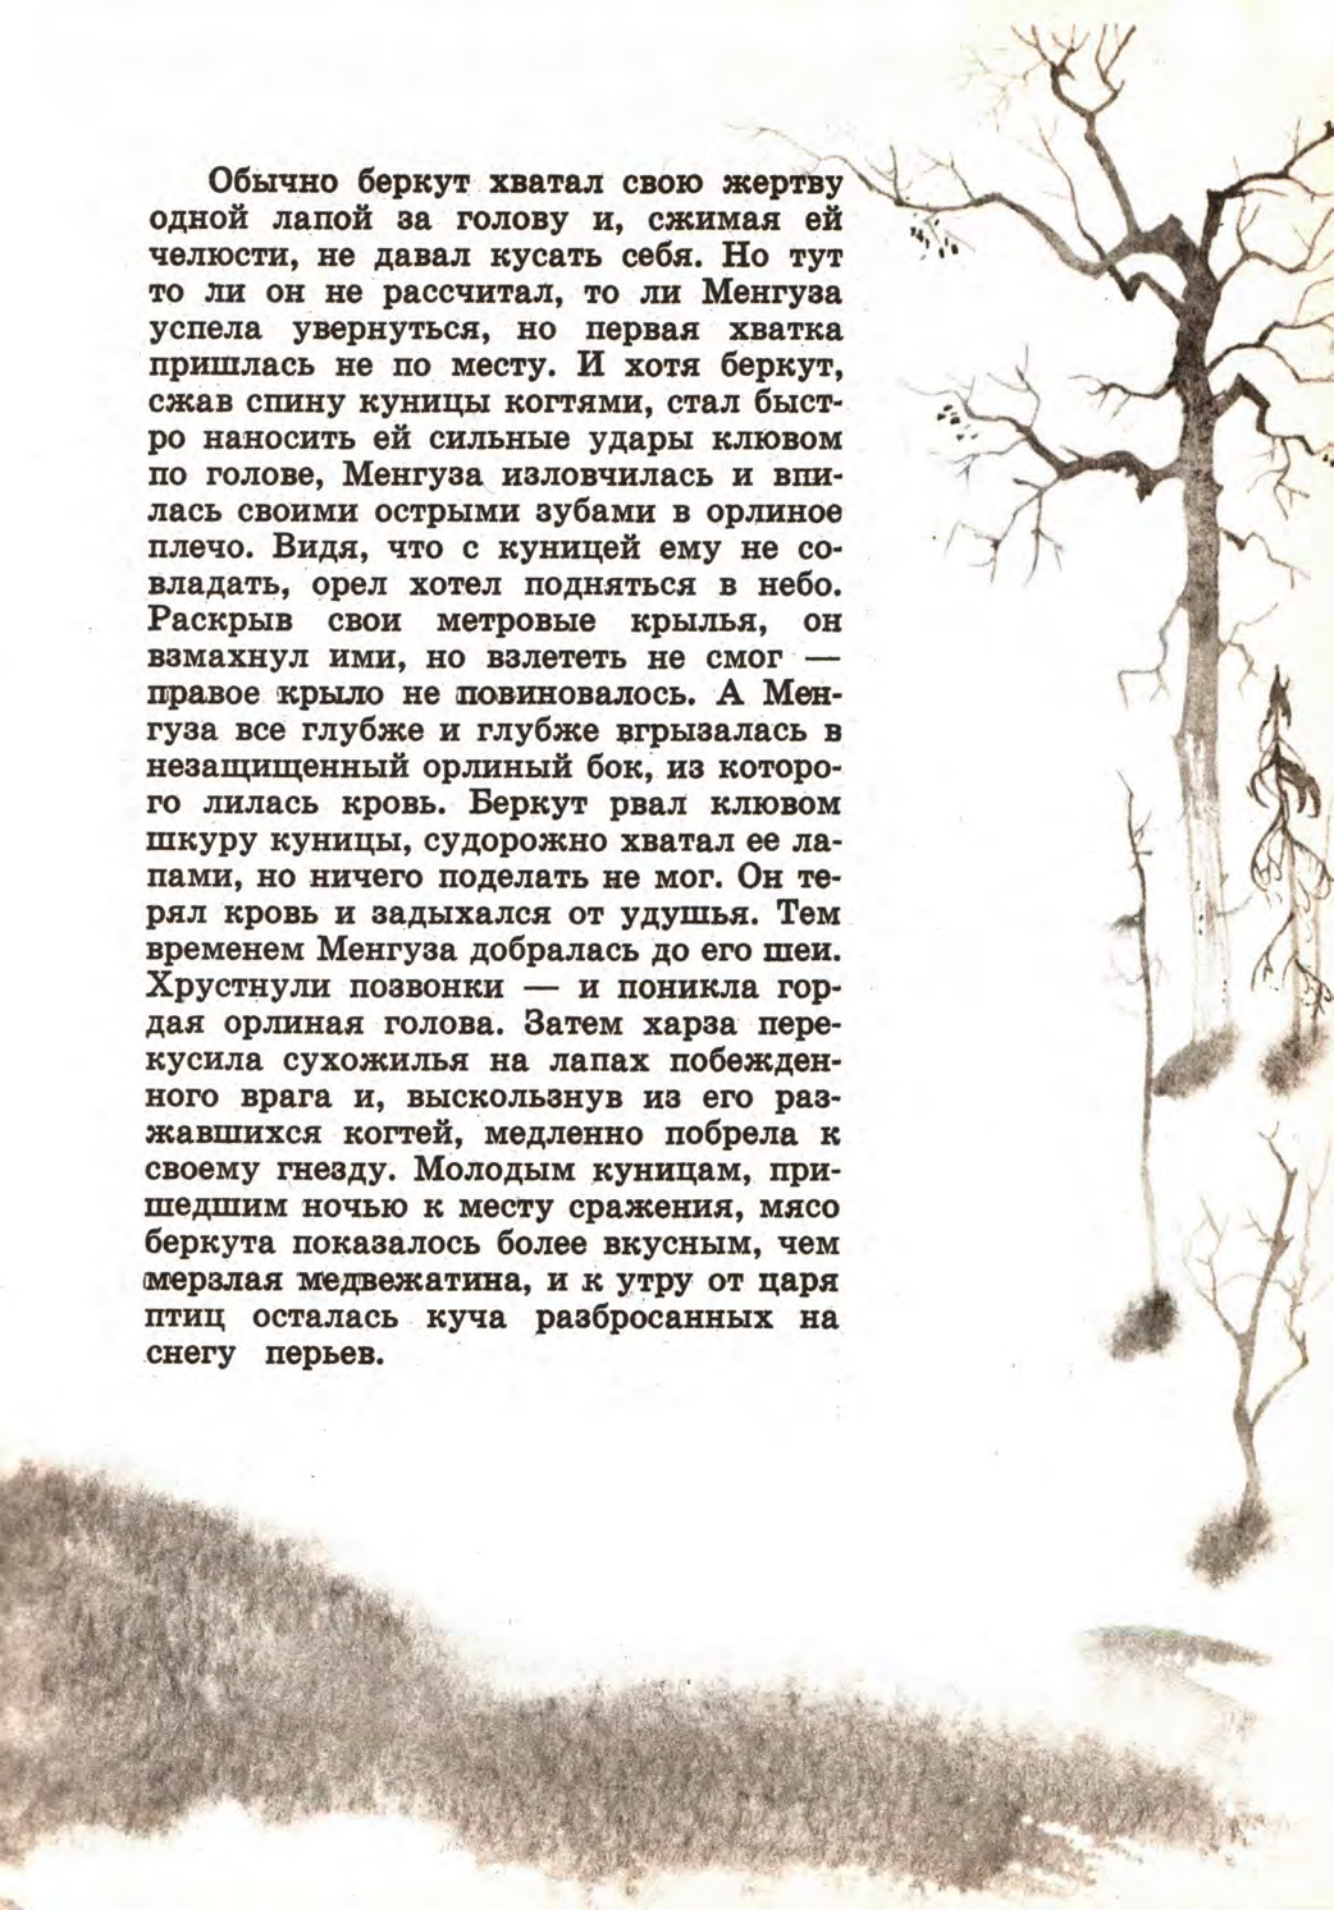 Обычно беркут хватал свою жертву
одной лапой за голову и, сжимая ей
челюсти, не давал кусать себя. Но тут
то ли он не рассчитал, то ли Менгуза
успела увернуться, но первая хватка
пришлась не по месту. И хотя беркут,
сжав спину куницы когтями, стал быст-
ро наносить ей сильные удары клювом
по голове, Менгуза изловчилась и впи-
лась своими острыми зубами в орлиное
плечо. Видя, что с куницей ему не со-
владать, орел хотел подняться в небо.
Раскрыв свои метровые крылья, он
взмахнул ими, но взлететь не смог —
правое крыло не повиновалось. А Мен-
гуза все глубже и глубже вгрызалась в
незащищенный орлиный бок, из которо-
го лилась кровь. Беркут рвал клювом
шкуру куницы, судорожно хватал ее ла-
пами, но ничего поделать не мог. Он те-
рял кровь и задыхался от удушья. Тем
временем Менгуза добралась до его шеи.
Хрустнули позвонки — и поникла гор-
дая орлиная голова. Затем харза пере-
кусила сухожилья на лапах побежден-
ного врага и, выскользнув из его раз-
жавшихся когтей, медленно побрела к
своему гнезду. Молодым куницам, при-
шедшим ночью к месту сражения, мясо
беркута показалось более вкусным, чем
мерзлая медвежатина, и к утру от царя
птиц осталась куча разбросанных на
снегу перьев.